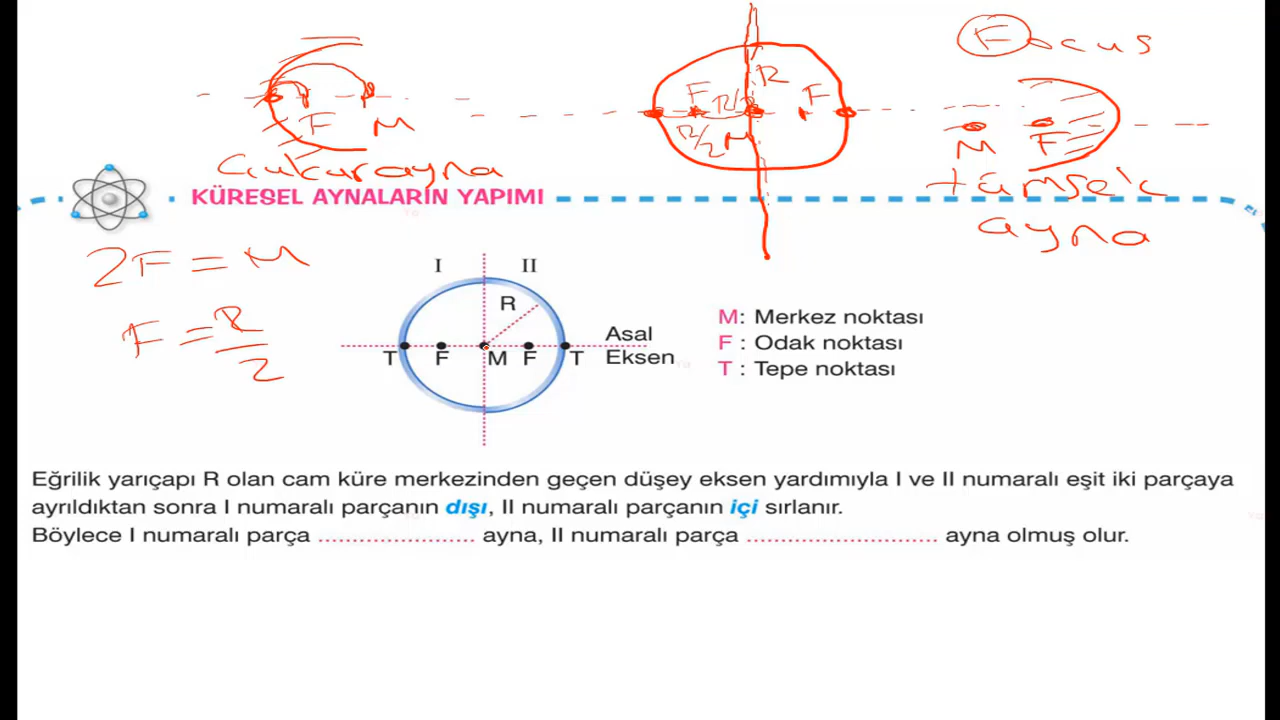 Focus
F
R
F R/2
F
R/2 M
F M
M F
Çukur ayna
tümsek
ayna
KÜRESEL AYNALARIN YAPIMI
2F = M
F = R/2
I II
R
T F M F T
Asal
Eksen
M: Merkez noktası
F : Odak noktası
T : Tepe noktası
Eğrilik yarıçapı R olan cam küre merkezinden geçen düşey eksen yardımıyla I ve II numaralı eşit iki parçaya
ayrıldıktan sonra I numaralı parçanın dışı, II numaralı parçanın içi sırlanır.
Böylece I numaralı parça ........................ ayna, II numaralı parça ............................. ayna olmuş olur.